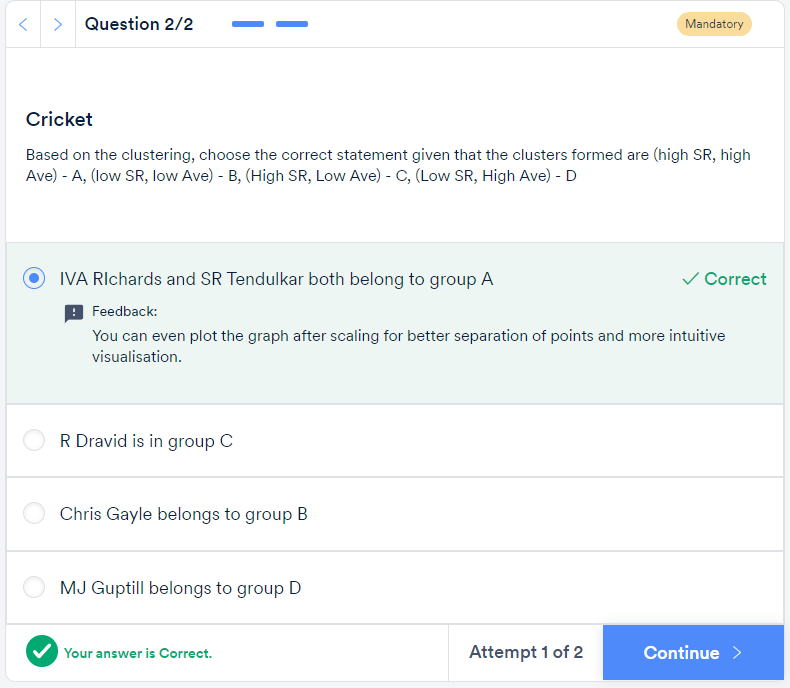 Question 2/2
Mandatory
Cricket
Based on the clustering, choose the correct statement given that the clusters formed are (high SR, high
Ave) - A, (low SR, low Ave) - B, (High SR, Low Ave) - C, (Low SR, High Ave) - D
IVA RIchards and SR Tendulkar both belong to group A
Correct
Feedback:
You can even plot the graph after scaling for better separation of points and more intuitive
visualisation.
R Dravid is in group C
Chris Gayle belongs to group B
MJ Guptill belongs to group D
Your answer is Correct.
Attempt 1 of 2
Continue